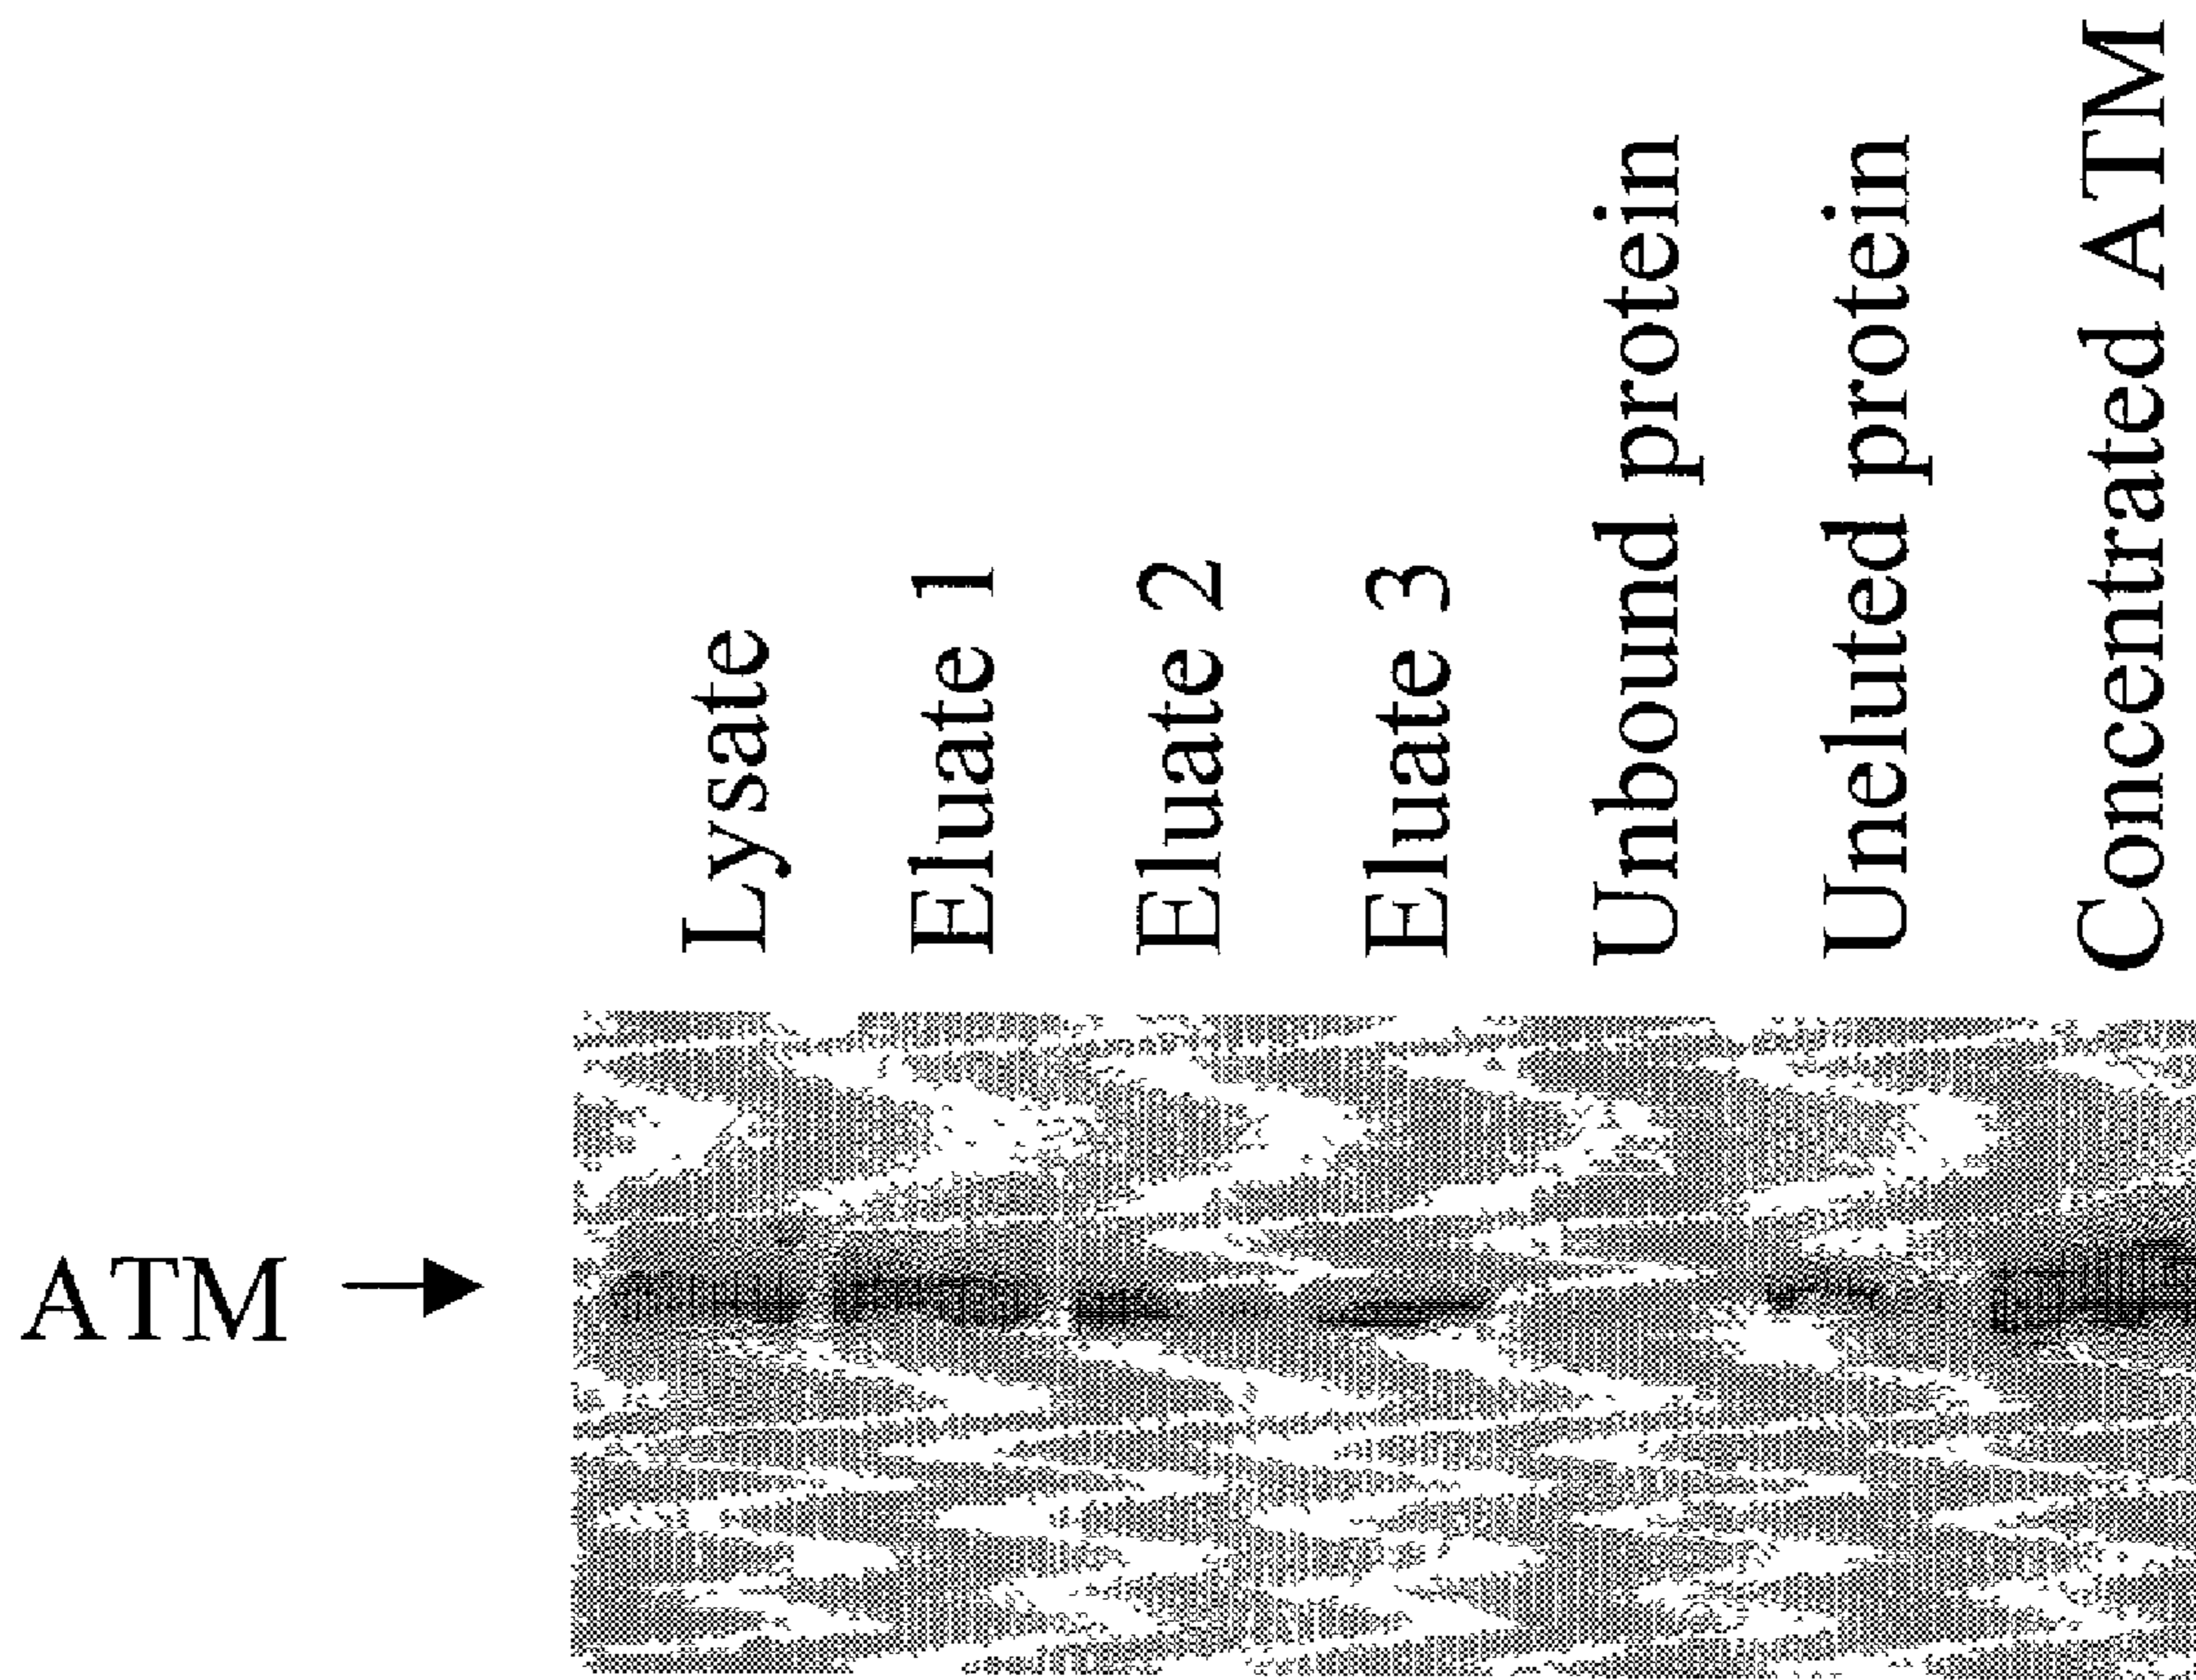 Lysate
Eluate 1
Eluate 2
Eluate 3
Unbound protein
Uneluted protein
Concentrated ATM
ATM